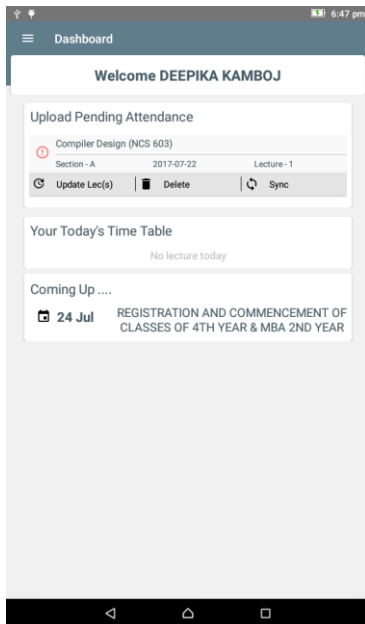 6:47 pm
Dashboard
Welcome DEEPIKA KAMBOJ
Upload Pending Attendance
Compiler Design (NCS 603)
Section - A 2017-07-22 Lecture - 1
Update Lec(s) Delete Sync
Your Today's Time Table
No lecture today
Coming Up ....
24 Jul REGISTRATION AND COMMENCEMENT OF
CLASSES OF 4TH YEAR & MBA 2ND YEAR